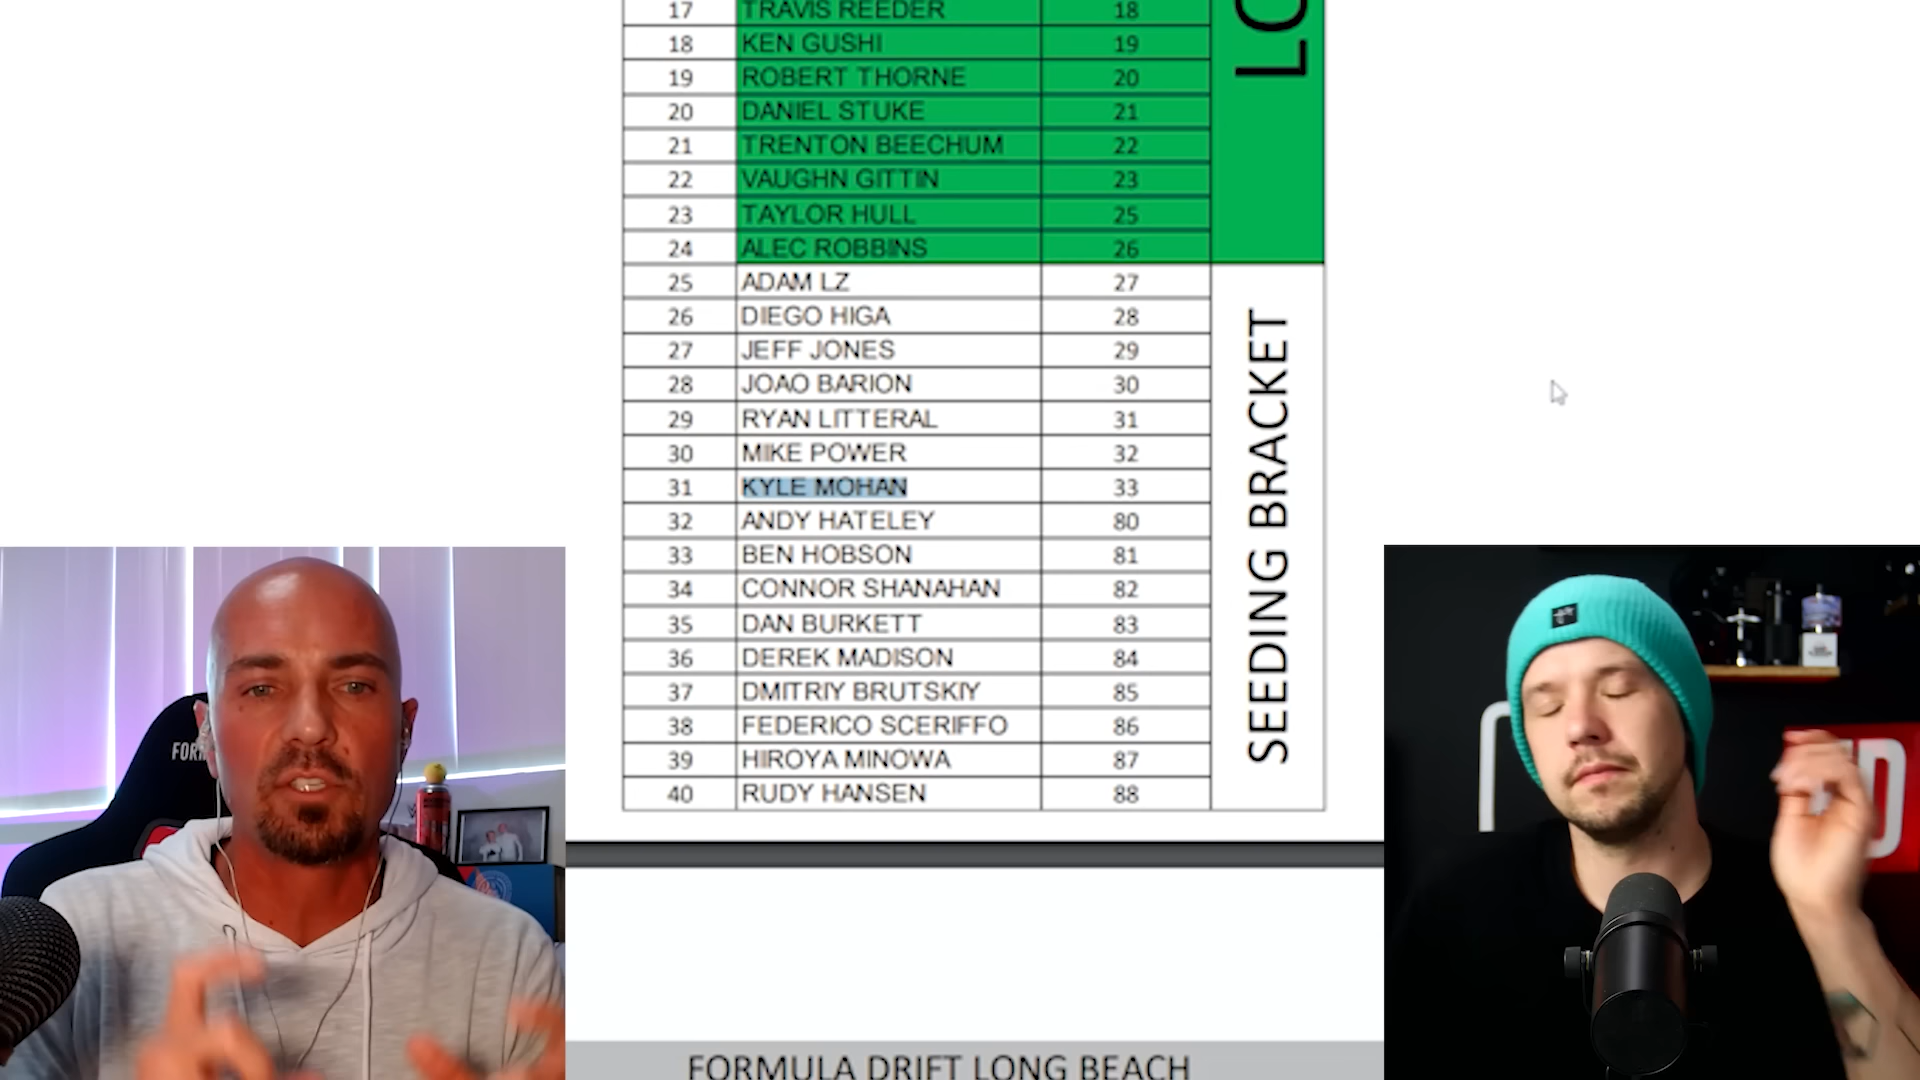 17 TRAVIS REEDER 18
18 KEN GUSHI 19
19 ROBERT THORNE 20
20 DANIEL STUKE 21
21 TRENTON BEECHUM 22
22 VAUGHN GITTIN 23
23 TAYLOR HULL 25
24 ALEC ROBBINS 26
LO
25 ADAM LZ 27
26 DIEGO HIGA 28
27 JEFF JONES 29
28 JOAO BARION 30
29 RYAN LITTERAL 31
30 MIKE POWER 32
31 KYLE MOHAN 33
32 ANDY HATELEY 80
33 BEN HOBSON 81
34 CONNOR SHANAHAN 82
35 DAN BURKETT 83
36 DEREK MADISON 84
37 DMITRIY BRUTSKIY 85
38 FEDERICO SCERIFFO 86
39 HIROYA MINOWA 87
40 RUDY HANSEN 88
SEEDING BRACKET
FORMULA DRIFT LONG BEACH
FOR
D